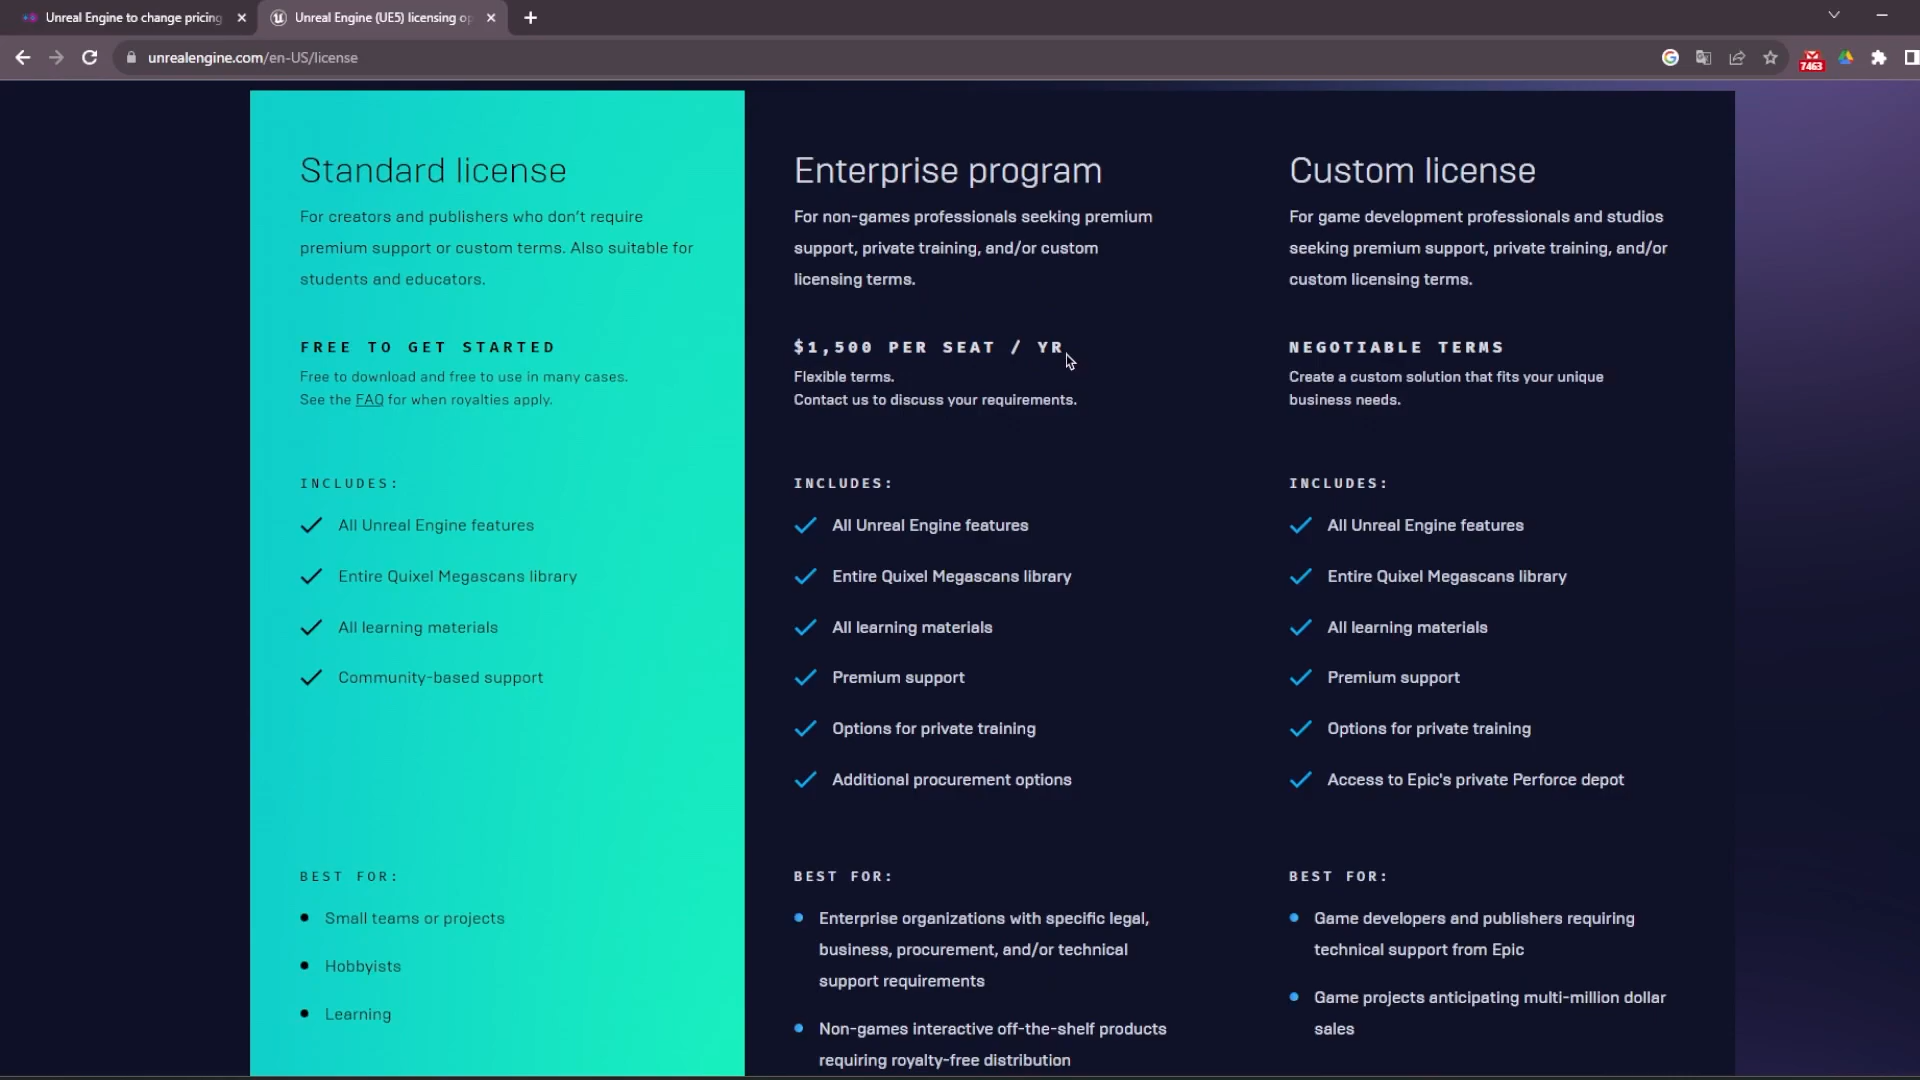 Unreal Engine to change pricing
Unreal Engine (UE5) licensing op
unrealengine.com/en-US/license
7463
Standard license
For creators and publishers who don’t require
premium support or custom terms. Also suitable for
students and educators.
FREE TO GET STARTED
Free to download and free to use in many cases.
See the FAQ for when royalties apply.
INCLUDES:
All Unreal Engine features
Entire Quixel Megascans library
All learning materials
Community-based support
BEST FOR:
Small teams or projects
Hobbyists
Learning
Enterprise program
For non-games professionals seeking premium
support, private training, and/or custom
licensing terms.
$1,500 PER SEAT / YR
Flexible terms.
Contact us to discuss your requirements.
INCLUDES:
All Unreal Engine features
Entire Quixel Megascans library
All learning materials
Premium support
Options for private training
Additional procurement options
BEST FOR:
Enterprise organizations with specific legal,
business, procurement, and/or technical
support requirements
Non-games interactive off-the-shelf products
requiring royalty-free distribution
Custom license
For game development professionals and studios
seeking premium support, private training, and/or
custom licensing terms.
NEGOTIABLE TERMS
Create a custom solution that fits your unique
business needs.
INCLUDES:
All Unreal Engine features
Entire Quixel Megascans library
All learning materials
Premium support
Options for private training
Access to Epic's private Perforce depot
BEST FOR:
Game developers and publishers requiring
technical support from Epic
Game projects anticipating multi-million dollar
sales